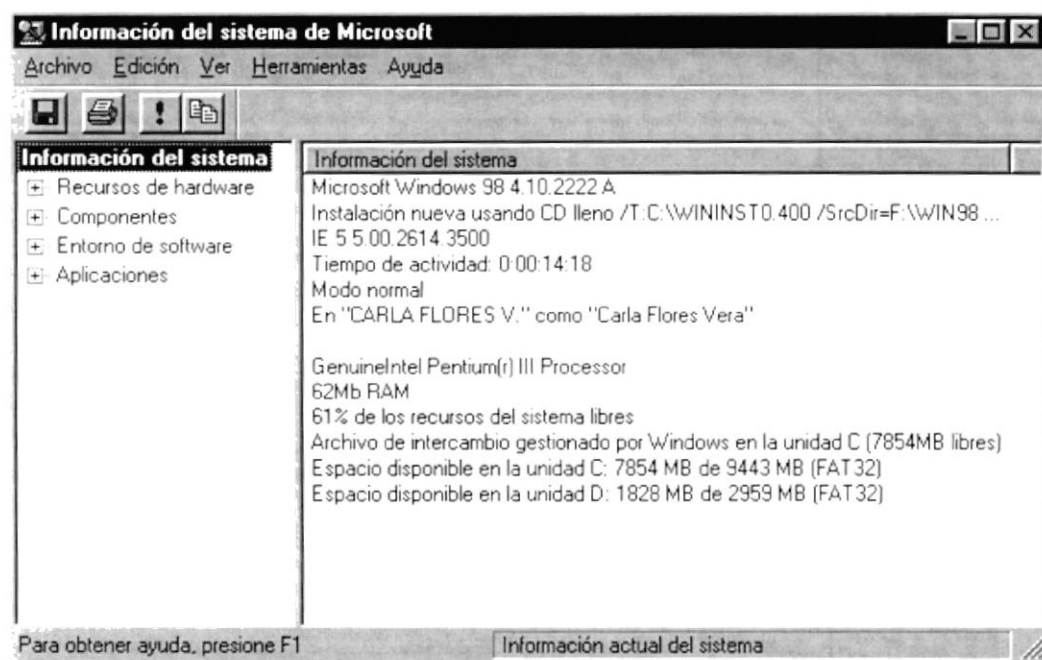 Información del sistema de Microsoft
Archivo Edición Ver Herramientas Ayuda
Información del sistema
Recursos de hardware
Componentes
Entorno de software
Aplicaciones
Información del sistema
Microsoft Windows 98 4.10.2222 A
Instalación nueva usando CD lleno /T:C:\WININST0.400 /SrcDir=F:\WIN98 ...
IE 5 5.00.2614.3500
Tiempo de actividad: 0:00:14:18
Modo normal
En "CARLA FLORES V." como "Carla Flores Vera"
GenuineIntel Pentium(r) III Processor
62Mb RAM
61% de los recursos del sistema libres
Archivo de intercambio gestionado por Windows en la unidad C (7854MB libres)
Espacio disponible en la unidad C: 7854 MB de 9443 MB (FAT32)
Espacio disponible en la unidad D: 1828 MB de 2959 MB (FAT32)
Para obtener ayuda, presione F1
Información actual del sistema